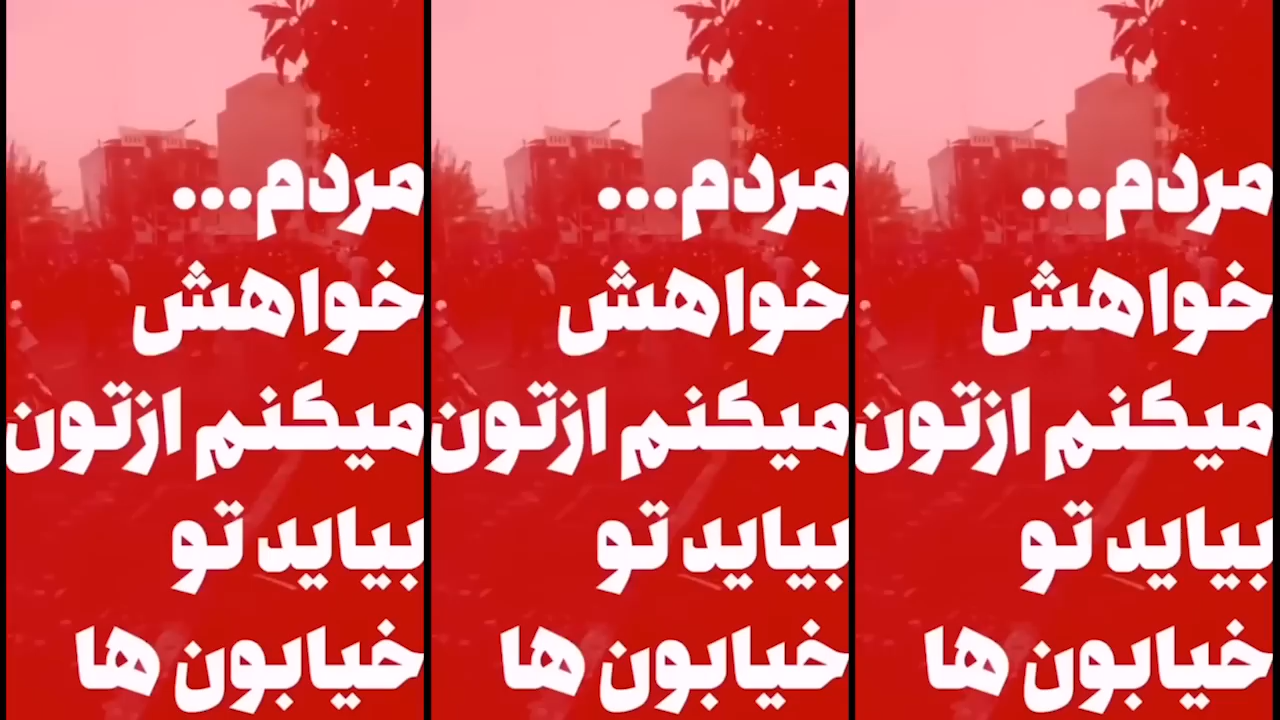 مردم...
خواهش
میکنم ازتون
بیاید تو
خیابون ها
مردم...
خواهش
میکنم ازتون
بیاید تو
خیابون ها
مردم...
خواهش
میکنم ازتون
بیاید تو
خیابون ها